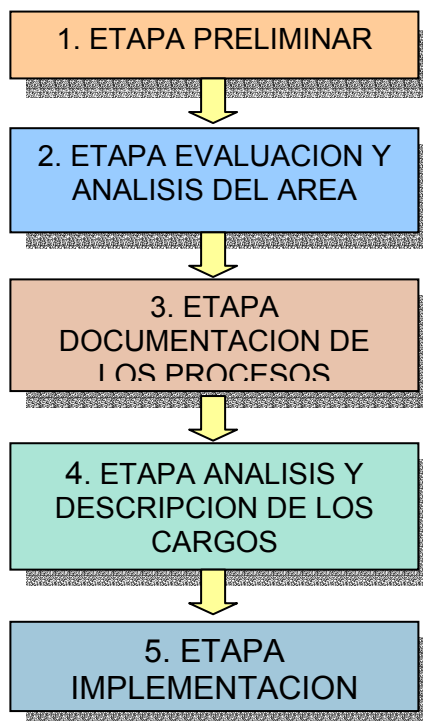 1. ETAPA PRELIMINAR
2. ETAPA EVALUACION Y
ANALISIS DEL AREA
3. ETAPA
DOCUMENTACION DE
LOS PROCESOS
4. ETAPA ANALISIS Y
DESCRIPCION DE LOS
CARGOS
5. ETAPA
IMPLEMENTACION